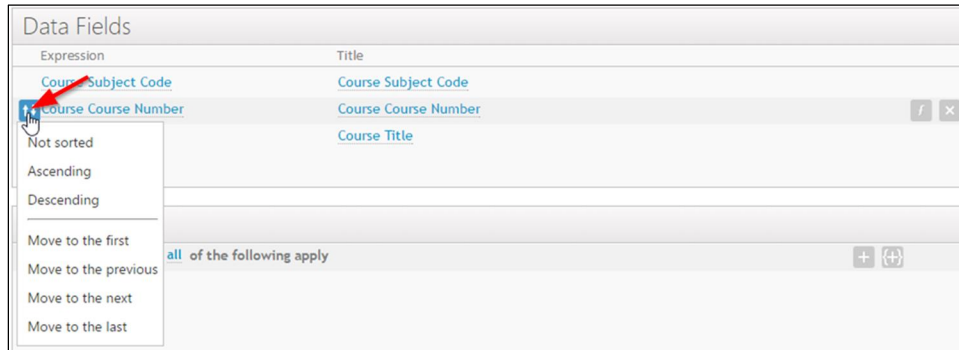 Data Fields
Expression Title
Course Subject Code Course Subject Code
Course Course Number Course Course Number f ×
Course Title
Not sorted
Ascending
Descending
Move to the first
all of the following apply + {+}
Move to the previous
Move to the next
Move to the last